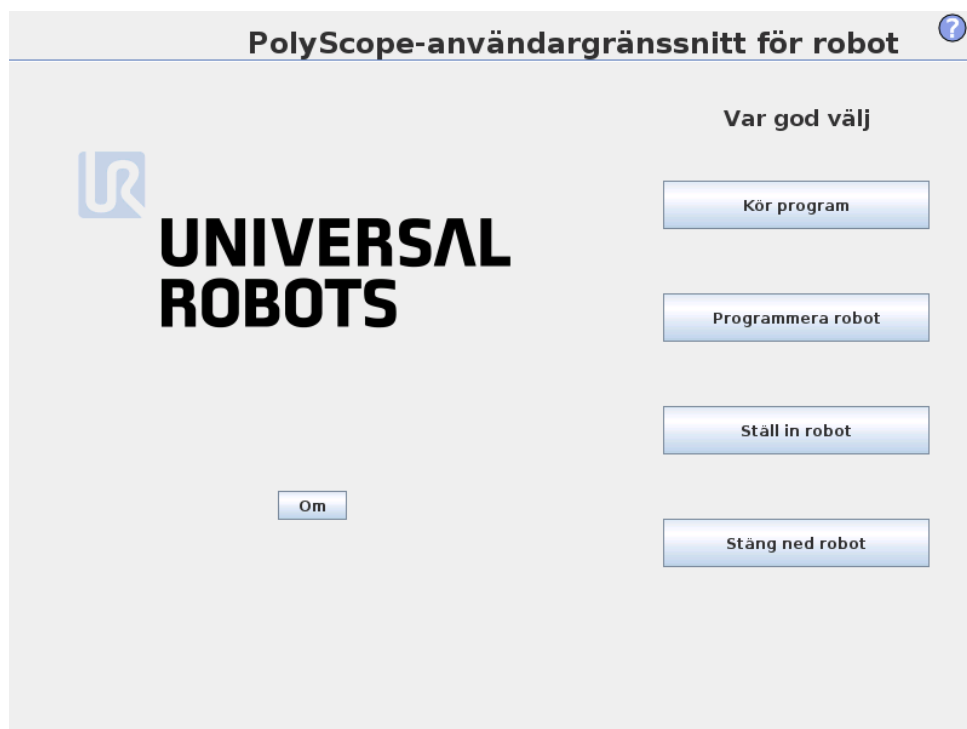 PolyScope-användargränssnitt för robot
?
Var god välj
UR
UNIVERSAL
ROBOTS
Kör program
Programmera robot
Ställ in robot
Om
Stäng ned robot